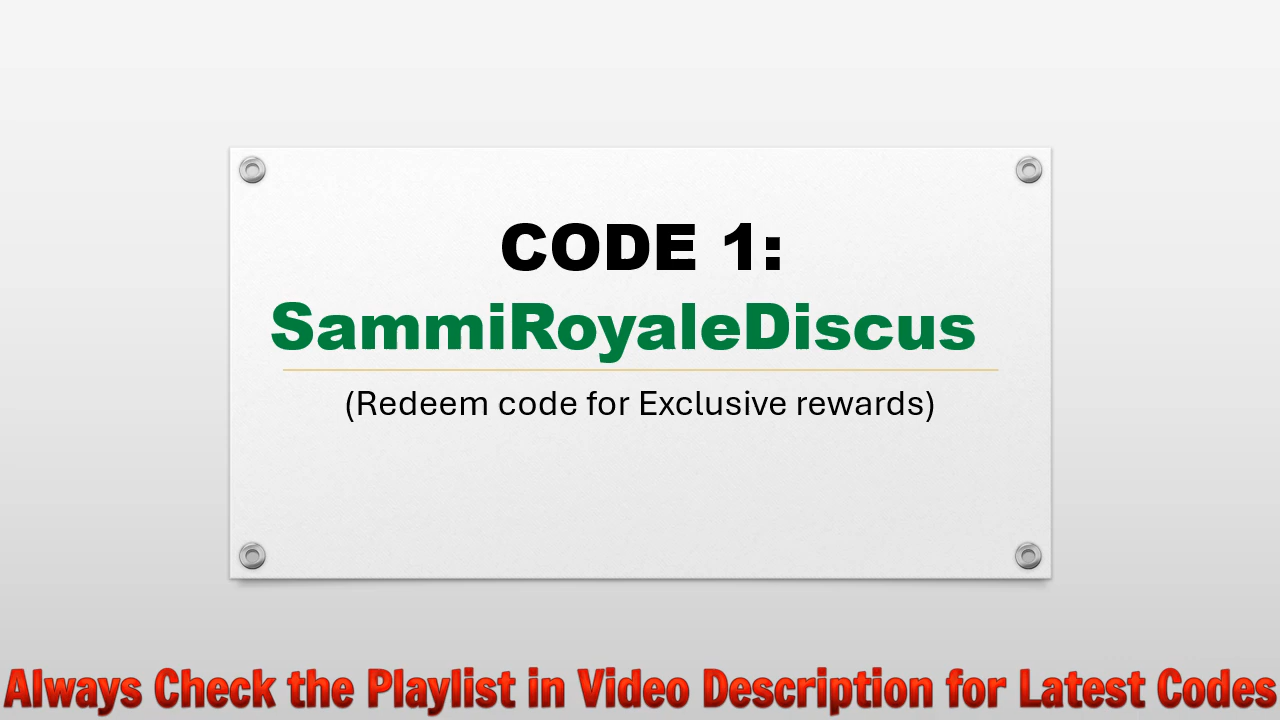 CODE 1:
SammiRoyaleDiscus
(Redeem code for Exclusive rewards)
Always Check the Playlist in Video Description for Latest Codes